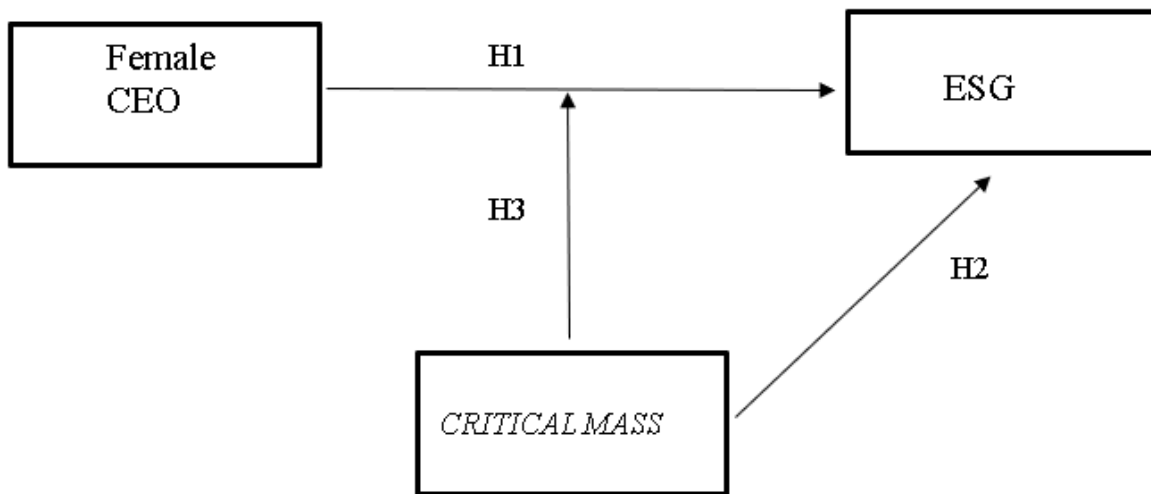 Female
CEO
H1
ESG
H3
H2
CRITICAL MASS